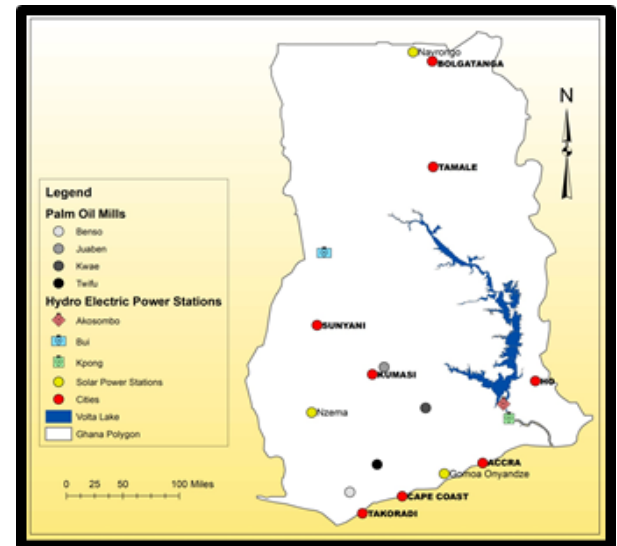 Navrongo
BOLGATANGA
N
TAMALE
Legend
Palm Oil Mills
Benso
Juaben
Kwae
Twifu
Hydro Electric Power Stations
Akosombo
Bui
Kpong
Solar Power Stations
Cities
Volta Lake
Ghana Polygon
SUNYANI
KUMASI
HO
Nzema
ACCRA
Gomoa Onyandze
CAPE COAST
TAKORADI
0 25 50 100 Miles